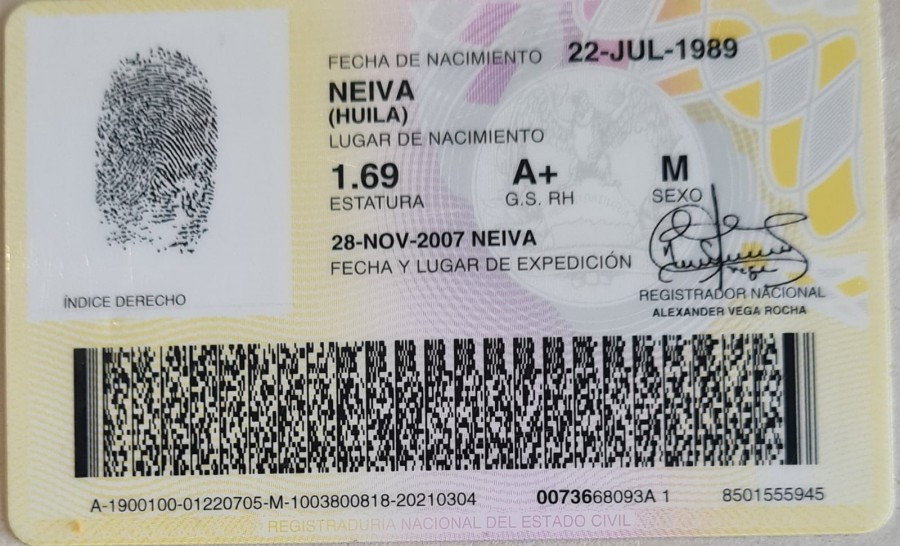 FECHA DE NACIMIENTO 22-JUL-1989
NEIVA
(HUILA)
LUGAR DE NACIMIENTO
1.69 A+ M
ESTATURA G.S. RH SEXO
28-NOV-2007 NEIVA
FECHA Y LUGAR DE EXPEDICIÓN
ÍNDICE DERECHO
REGISTRADOR NACIONAL
ALEXANDER VEGA ROCHA
A-1900100-01220705-M-1003800818-20210304 0073668093A 1 8501555945
REGISTRADURIA NACIONAL DEL ESTADO CIVIL